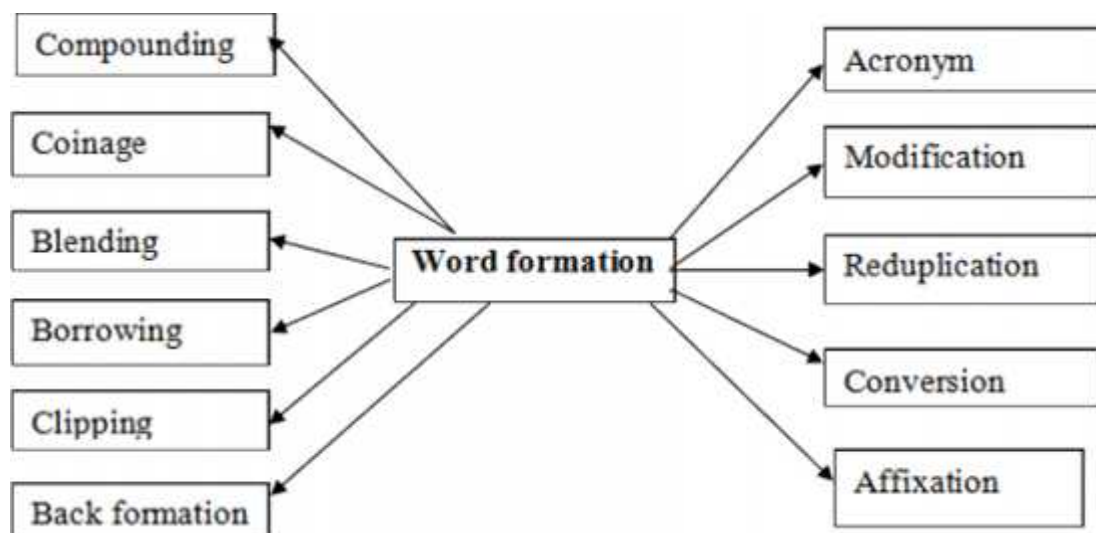 Compounding
Coinage
Blending
Borrowing
Clipping
Back formation
Word formation
Acronym
Modification
Reduplication
Conversion
Affixation